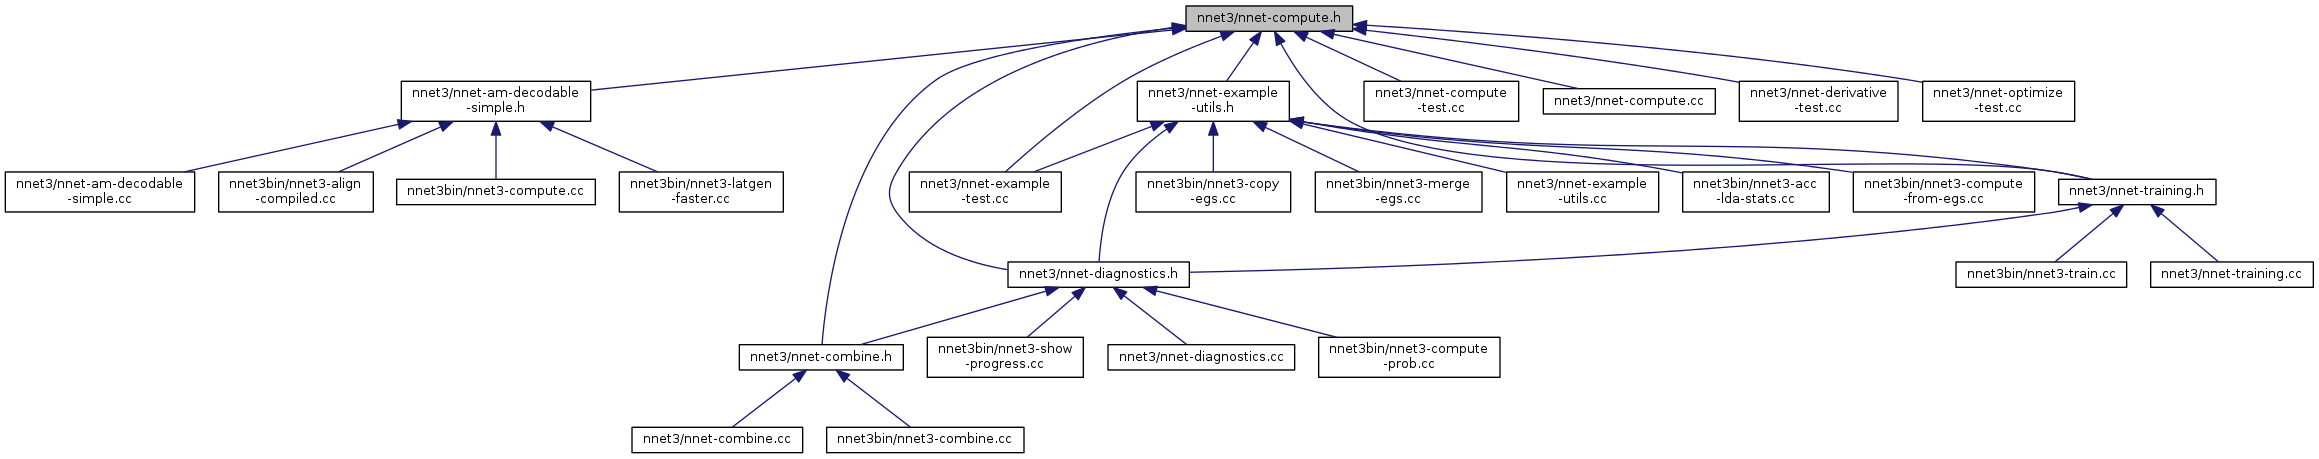 nnet3/nnet-compute.h
nnet3/nnet-am-decodable
-simple.h
nnet3/nnet-example
-utils.h
nnet3/nnet-compute
-test.cc
nnet3/nnet-compute.cc
nnet3/nnet-derivative
-test.cc
nnet3/nnet-optimize
-test.cc
nnet3/nnet-am-decodable
-simple.cc
nnet3bin/nnet3-align
-compiled.cc
nnet3bin/nnet3-compute.cc
nnet3bin/nnet3-latgen
-faster.cc
nnet3/nnet-example
-test.cc
nnet3bin/nnet3-copy
-egs.cc
nnet3bin/nnet3-merge
-egs.cc
nnet3/nnet-example
-utils.cc
nnet3bin/nnet3-acc
-lda-stats.cc
nnet3bin/nnet3-compute
-from-egs.cc
nnet3/nnet-training.h
nnet3/nnet-diagnostics.h
nnet3bin/nnet3-train.cc
nnet3/nnet-training.cc
nnet3/nnet-combine.h
nnet3bin/nnet3-show
-progress.cc
nnet3/nnet-diagnostics.cc
nnet3bin/nnet3-compute
-prob.cc
nnet3/nnet-combine.cc
nnet3bin/nnet3-combine.cc